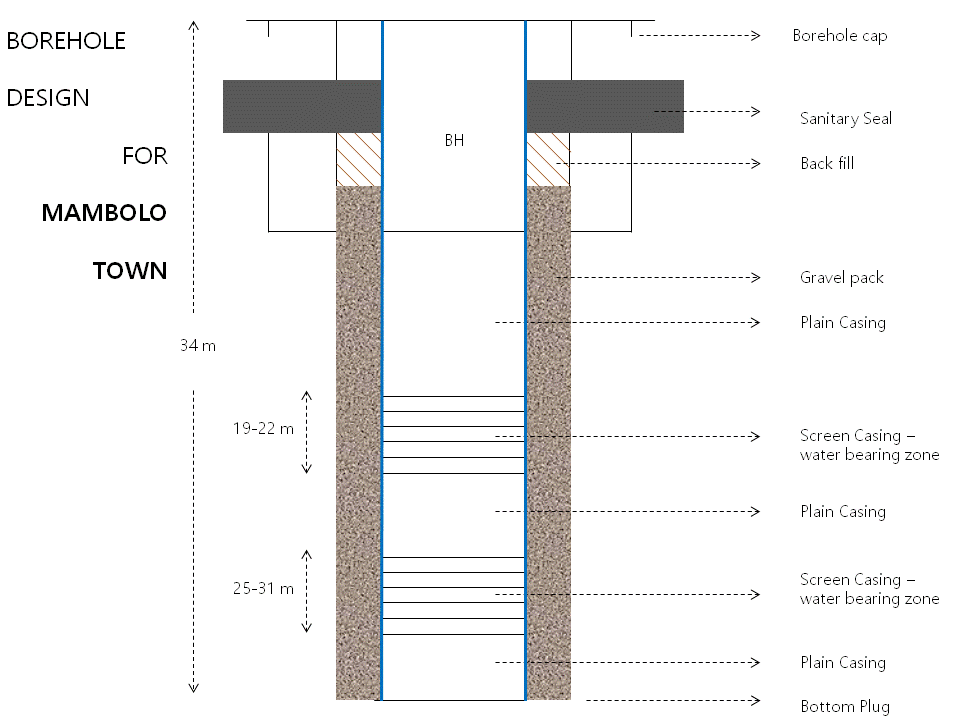 BOREHOLE
DESIGN
FOR
MAMBOLO
TOWN
34 m
19-22 m
25-31 m
BH
Borehole cap
Sanitary Seal
Back fill
Gravel pack
Plain Casing
Screen Casing –
water bearing zone
Plain Casing
Screen Casing –
water bearing zone
Plain Casing
Bottom Plug